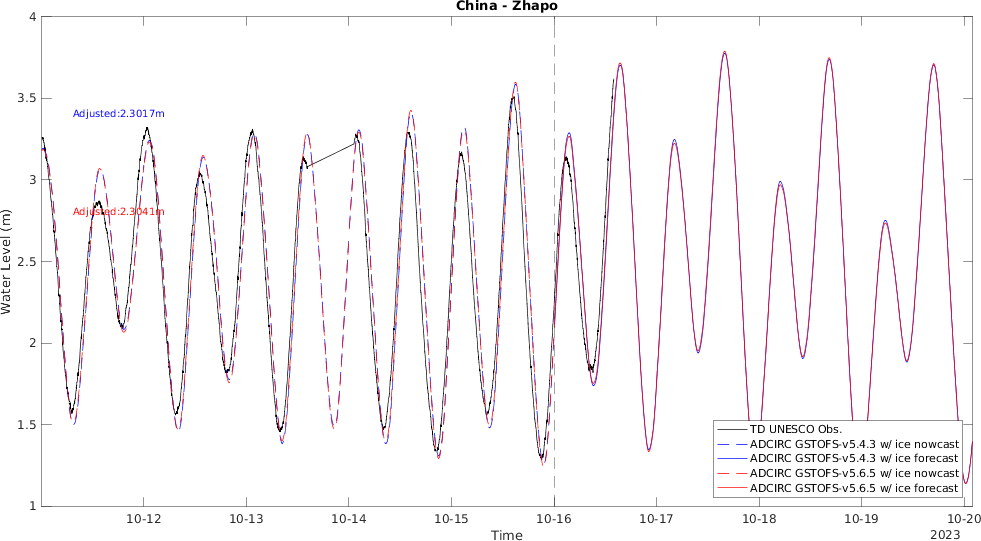 China - Zhapo
4
3.5
3
2.5
2
1.5
1
Water Level (m)
Adjusted:2.3017m
Adjusted:2.3041m
TD UNESCO Obs.
ADCIRC GSTOFS-v5.4.3 w/ ice nowcast
ADCIRC GSTOFS-v5.4.3 w/ ice forecast
ADCIRC GSTOFS-v5.6.5 w/ ice nowcast
ADCIRC GSTOFS-v5.6.5 w/ ice forecast
10-12 10-13 10-14 10-15 10-16 10-17 10-18 10-19 10-20
Time
2023